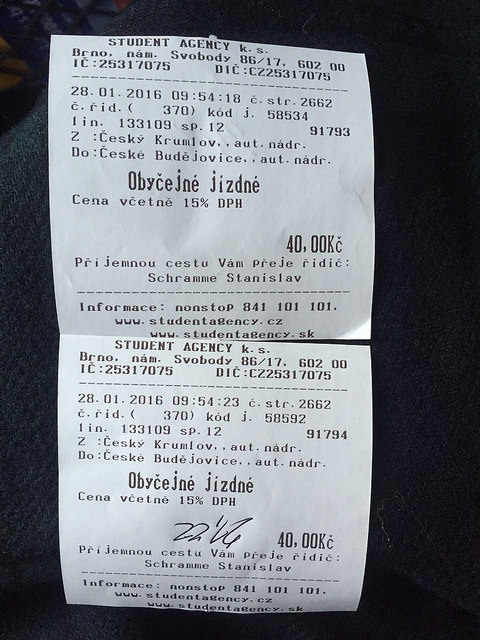 STUDENT AGENCY k.s.
Brno, nám. Svobody 86/17, 602 00
IČ:25317075 DIČ:CZ25317075
28.01.2016 09:54:18 č.str.2662
č.řid.( 370) kód j. 58534
lin. 133109 sp.12 91793
Z :Český Krumlov,,aut.nádr.
Do:České Budějovice,,aut.nádr.
Obyčejné jízdné
Cena včetně 15% DPH
40,00Kč
Příjemnou cestu Vám přeje řidič:
Schramme Stanislav
Informace: nonstop 841 101 101,
www.studentagency.cz
www.studentagency.sk
STUDENT AGENCY k.s.
Brno, nám. Svobody 86/17, 602 00
IČ:25317075 DIČ:CZ25317075
28.01.2016 09:54:23 č.str.2662
č.řid.( 370) kód j. 58592
lin. 133109 sp.12 91794
Z :Český Krumlov,,aut.nádr.
Do:České Budějovice,,aut.nádr.
Obyčejné jízdné
Cena včetně 15% DPH
40,00Kč
Příjemnou cestu Vám přeje řidič:
Schramme Stanislav
Informace: nonstop 841 101 101,
www.studentagency.cz
www.studentagency.sk